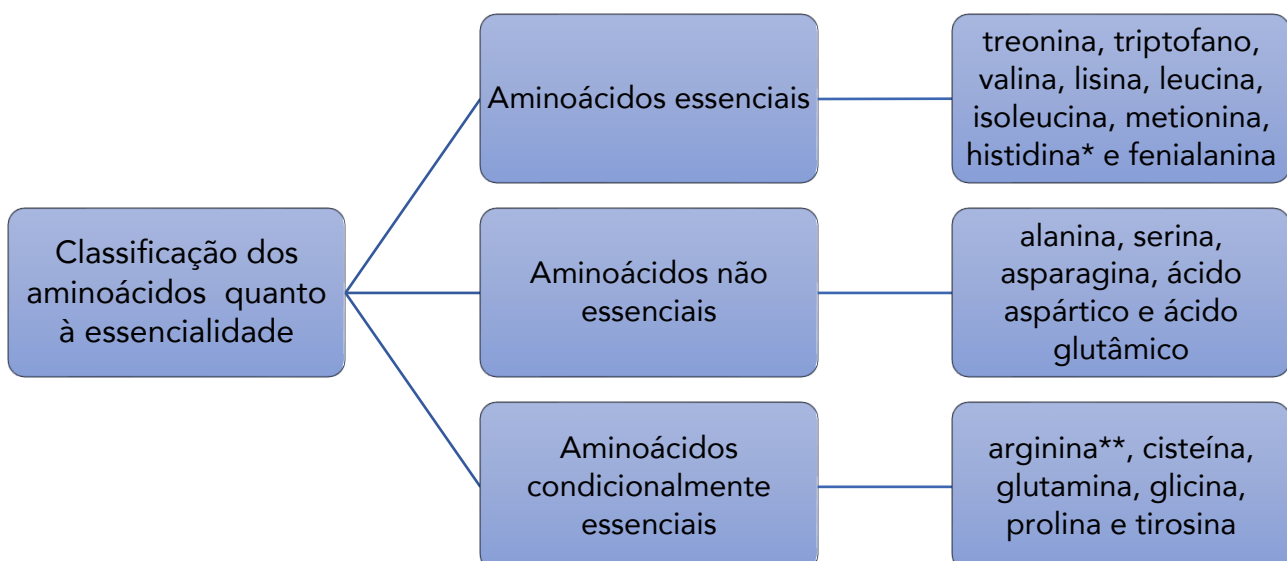 Classificação dos
aminoácidos quanto
à essencialidade
Aminoácidos essenciais
treonina, triptofano,
valina, lisina, leucina,
isoleucina, metionina,
histidina* e fenialanina
Aminoácidos não
essenciais
alanina, serina,
asparagina, ácido
aspártico e ácido
glutâmico
Aminoácidos
condicionalmente
essenciais
arginina**, cisteína,
glutamina, glicina,
prolina e tirosina